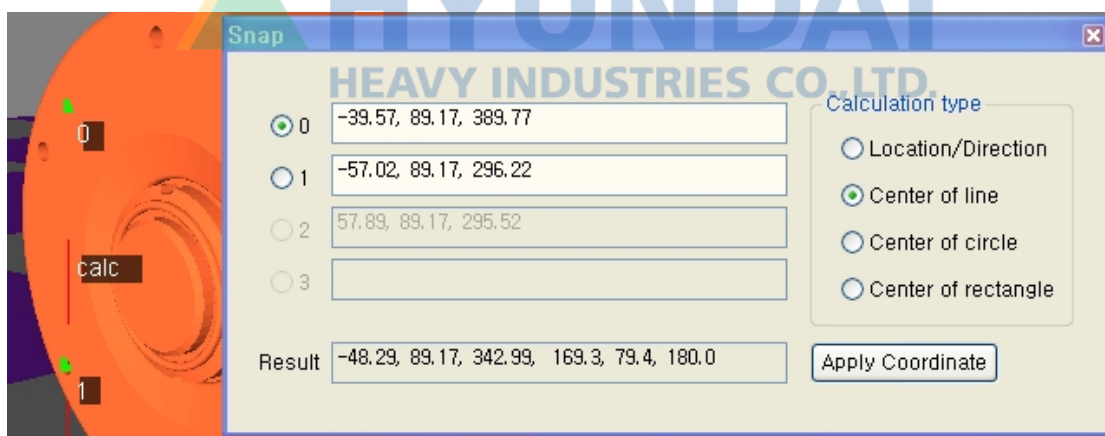 HYUNDAI
Snap
HEAVY INDUSTRIES CO.,LTD.
0
calc
1
0 -39.57, 89.17, 389.77
1 -57.02, 89.17, 296.22
2 57.89, 89.17, 295.52
3
Result -48.29, 89.17, 342.99, 169.3, 79.4, 180.0
Calculation type
Location/Direction
Center of line
Center of circle
Center of rectangle
Apply Coordinate